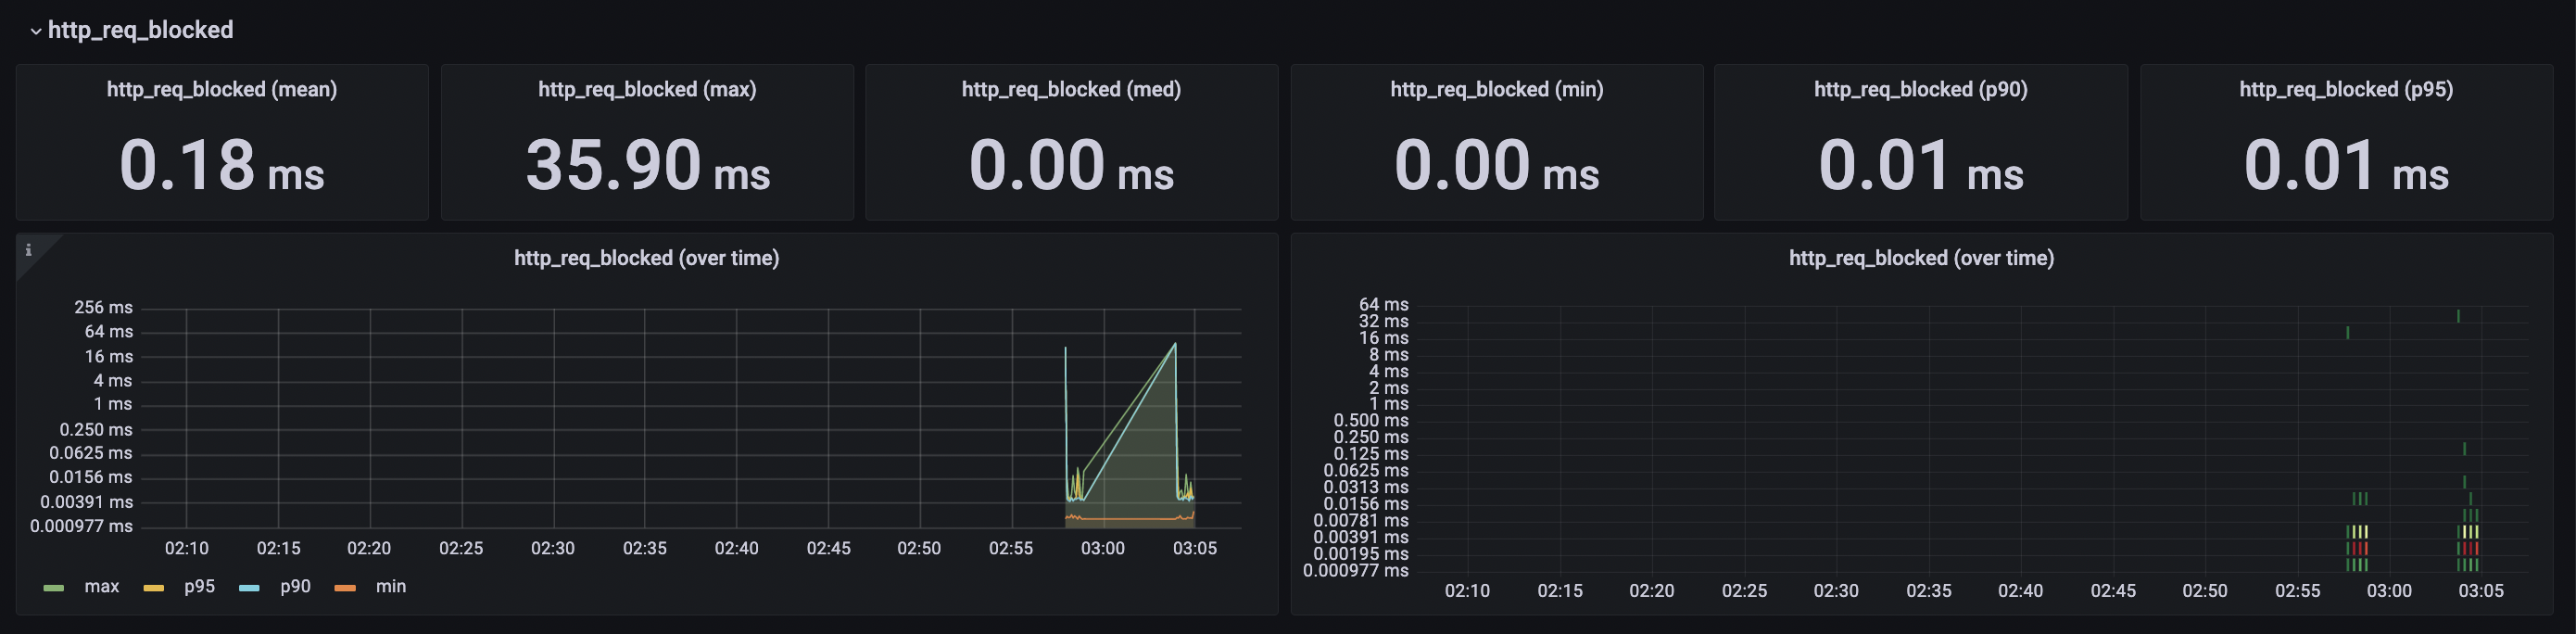 http_req_blocked
http_req_blocked (mean)
0.18 ms
http_req_blocked (max)
35.90 ms
http_req_blocked (med)
0.00 ms
http_req_blocked (min)
0.00 ms
http_req_blocked (p90)
0.01 ms
http_req_blocked (p95)
0.01 ms
i
http_req_blocked (over time)
256 ms
64 ms
16 ms
4 ms
1 ms
0.250 ms
0.0625 ms
0.0156 ms
0.00391 ms
0.000977 ms
02:10 02:15 02:20 02:25 02:30 02:35 02:40 02:45 02:50 02:55 03:00 03:05
max p95 p90 min
http_req_blocked (over time)
64 ms
32 ms
16 ms
8 ms
4 ms
2 ms
1 ms
0.500 ms
0.250 ms
0.125 ms
0.0625 ms
0.0313 ms
0.0156 ms
0.00781 ms
0.00391 ms
0.00195 ms
0.000977 ms
02:10 02:15 02:20 02:25 02:30 02:35 02:40 02:45 02:50 02:55 03:00 03:05